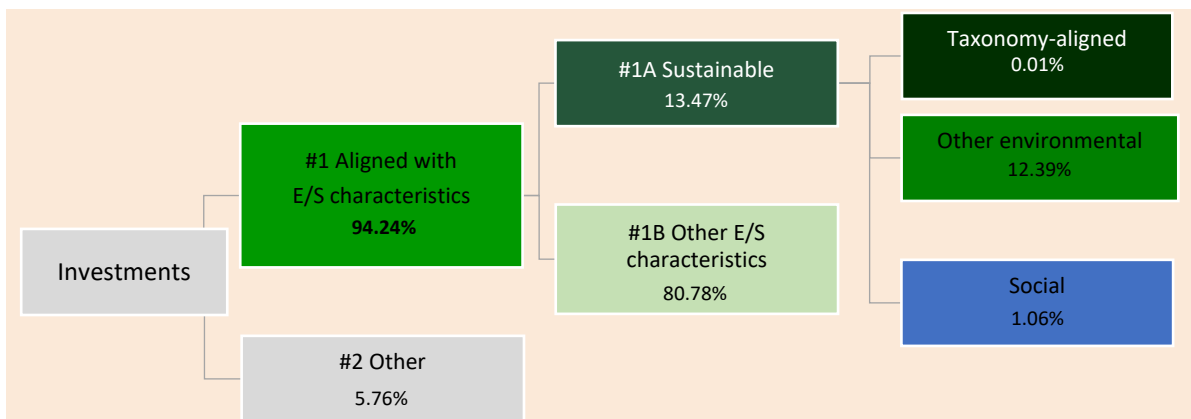 Investments
#1 Aligned with
E/S characteristics
94.24%
#2 Other
5.76%
#1A Sustainable
13.47%
#1B Other E/S
characteristics
80.78%
Taxonomy-aligned
0.01%
Other environmental
12.39%
Social
1.06%